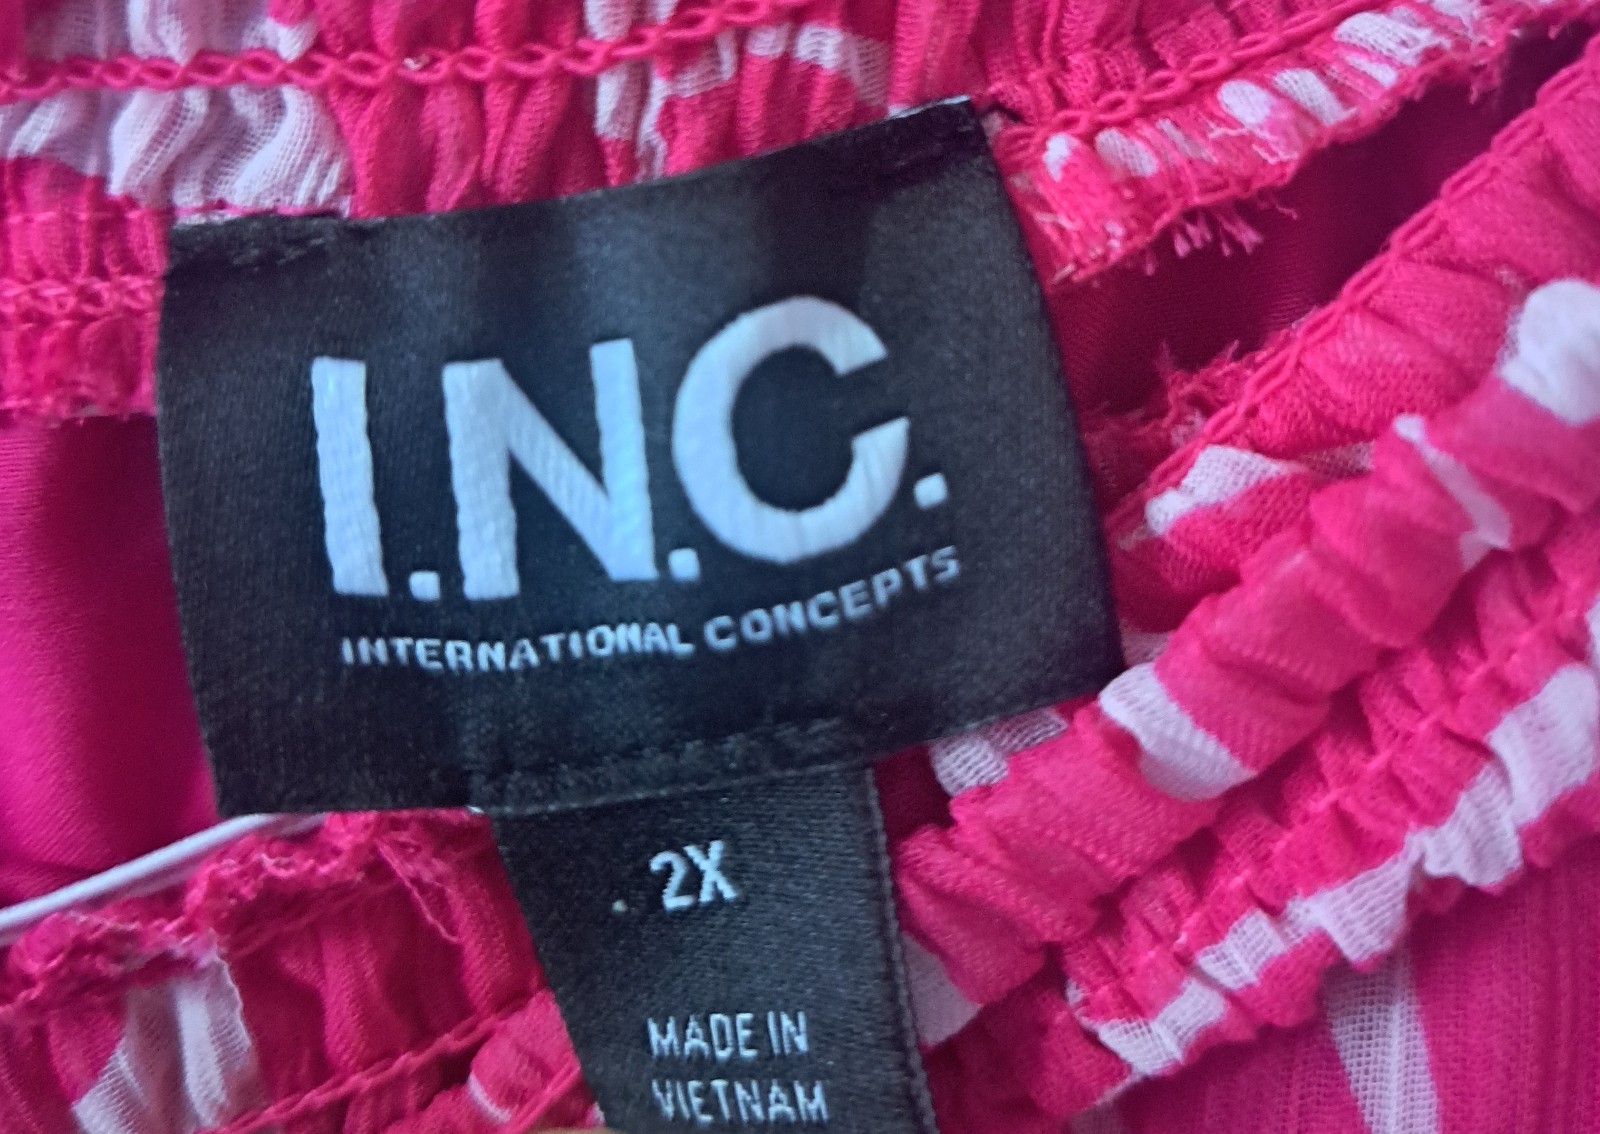 I.N.C.
INTERNATIONAL CONCEPTS
2X
MADE IN
VIETNAM